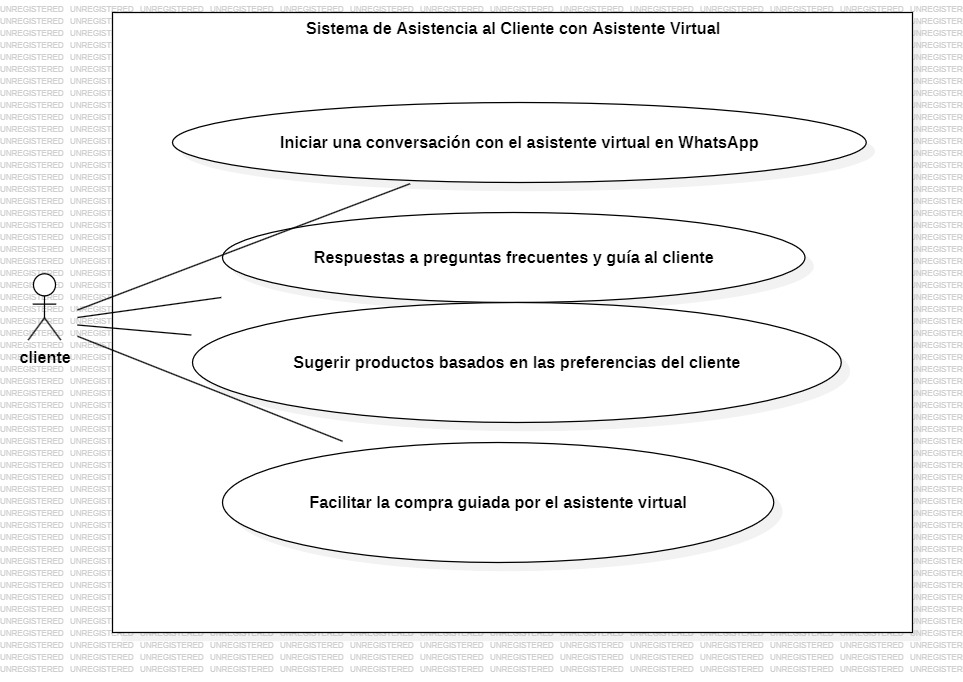 Sistema de Asistencia al Cliente con Asistente Virtual
Iniciar una conversación con el asistente virtual en WhatsApp
Respuestas a preguntas frecuentes y guía al cliente
cliente
Sugerir productos basados en las preferencias del cliente
Facilitar la compra guiada por el asistente virtual
UNREGISTERED